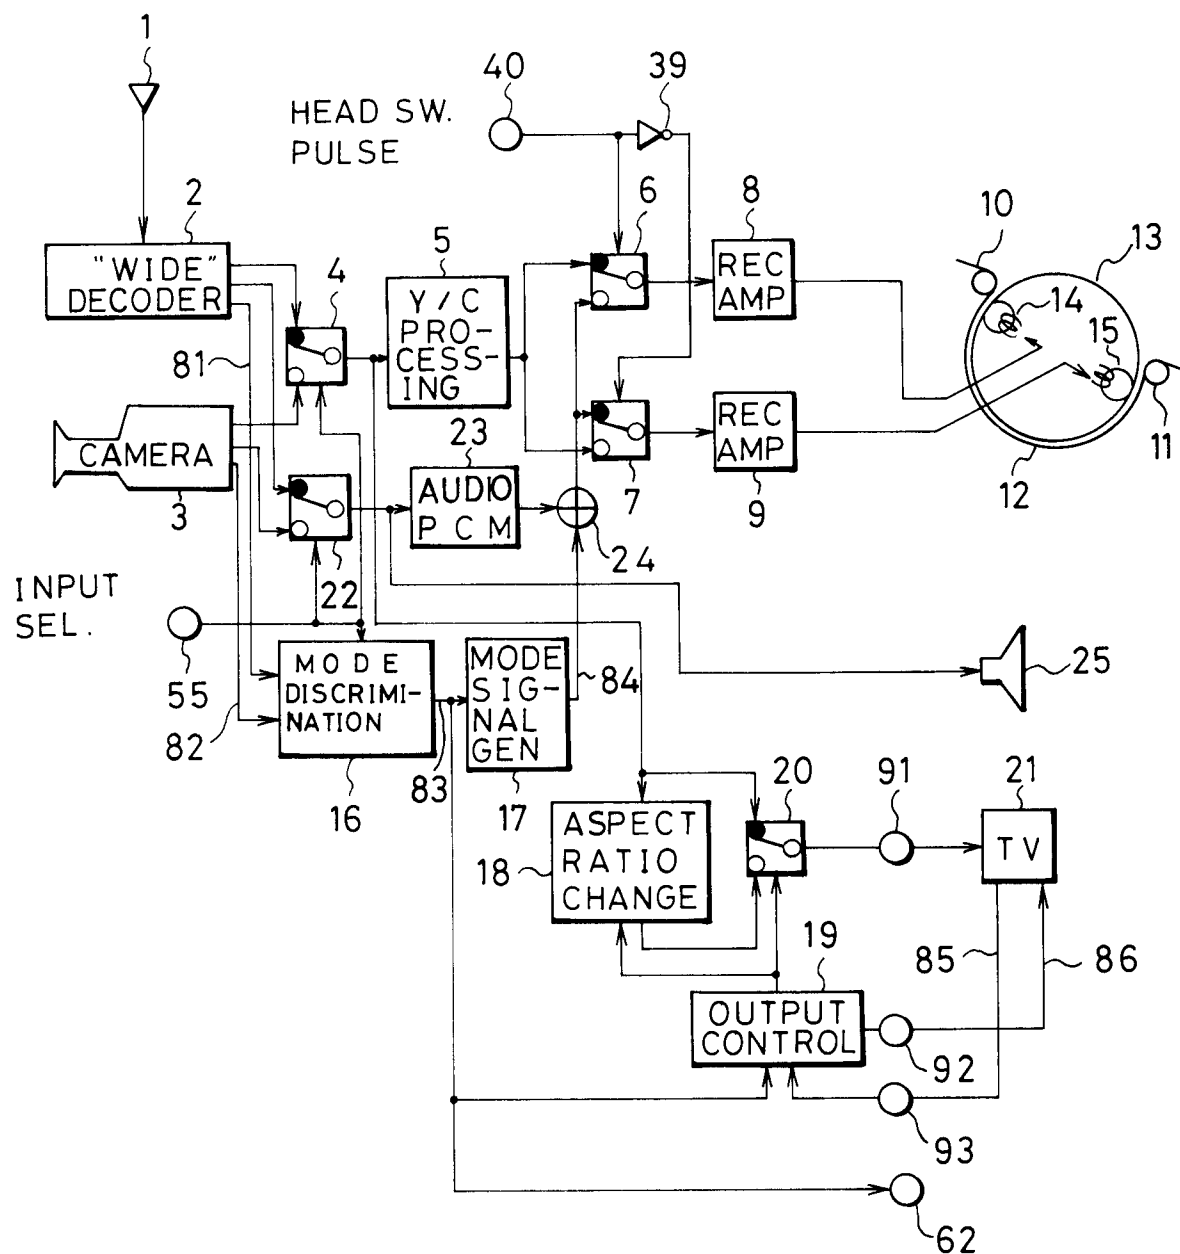 1
40
39
HEAD SW.
PULSE
2
"WIDE"
DECODER
4
5
Y/C
PRO-
CESS-
ING
6
8
REC
AMP
10
13
14
15
81
CAMERA
3
23
AUDIO
PCM
7
REC
AMP
9
12
11
24
22
INPUT
SEL.
55
MODE
DISCRIMI-
NATION
82
16
83
MODE
SIG-
NAL
GEN
84
17
25
ASPECT
RATIO
CHANGE
18
20
91
21
TV
19
85
86
OUTPUT
CONTROL
92
93
62